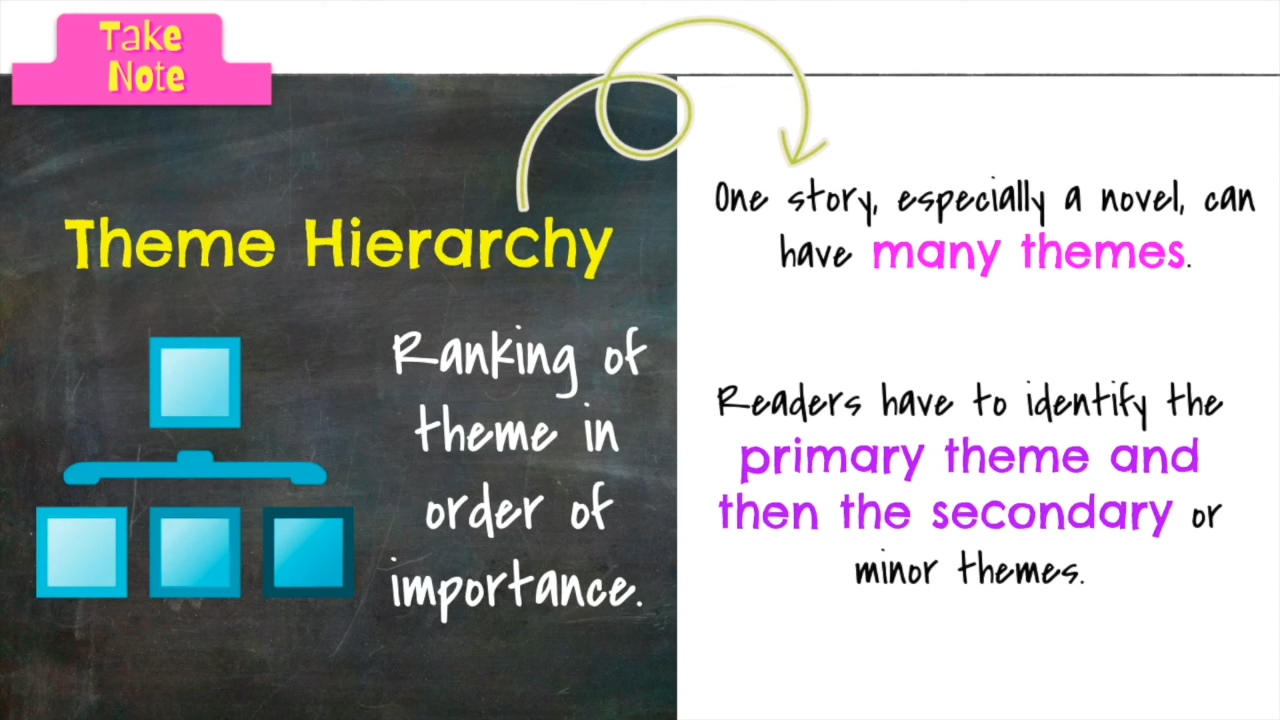 Take
Note
Theme Hierarchy
Ranking of
theme in
order of
importance.
One story, especially a novel, can
have many themes.
Readers have to identify the
primary theme and
then the secondary or
minor themes.